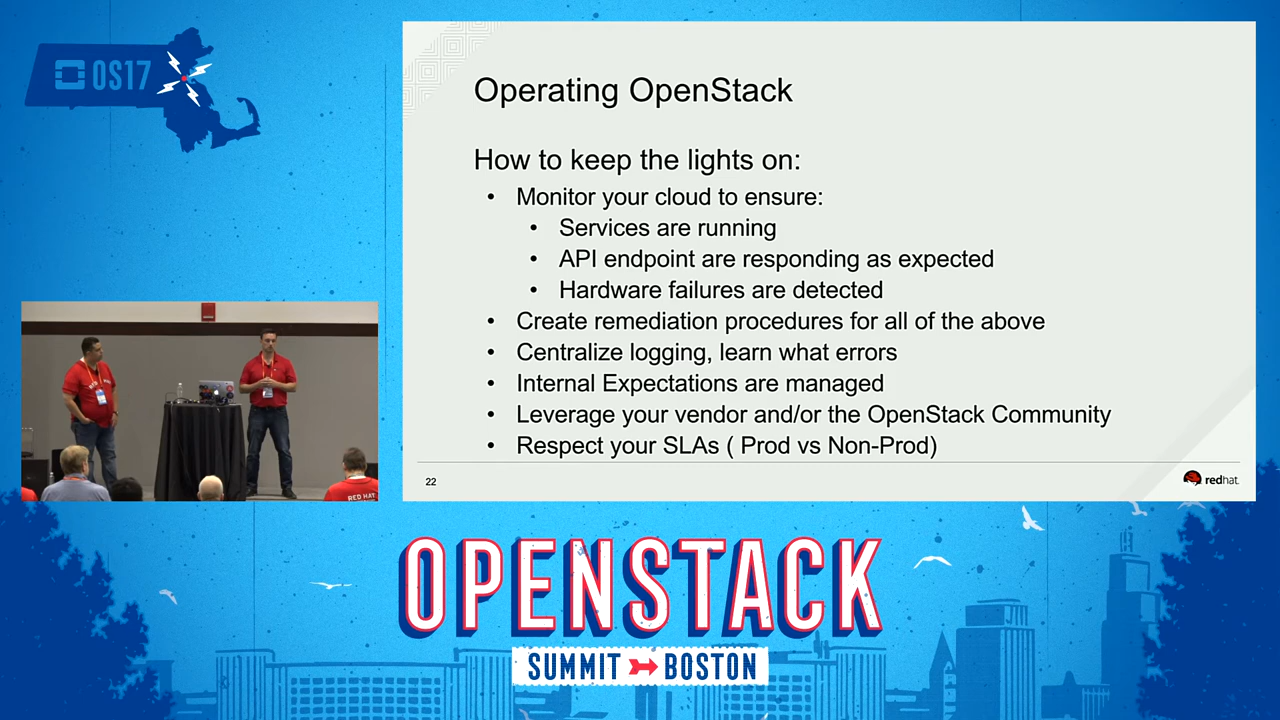 OS17
Operating OpenStack
How to keep the lights on:
• Monitor your cloud to ensure:
• Services are running
• API endpoint are responding as expected
• Hardware failures are detected
• Create remediation procedures for all of the above
• Centralize logging, learn what errors
• Internal Expectations are managed
• Leverage your vendor and/or the OpenStack Community
• Respect your SLAs ( Prod vs Non-Prod)
22
redhat.
RED HAT
OPENSTACK
SUMMIT BOSTON